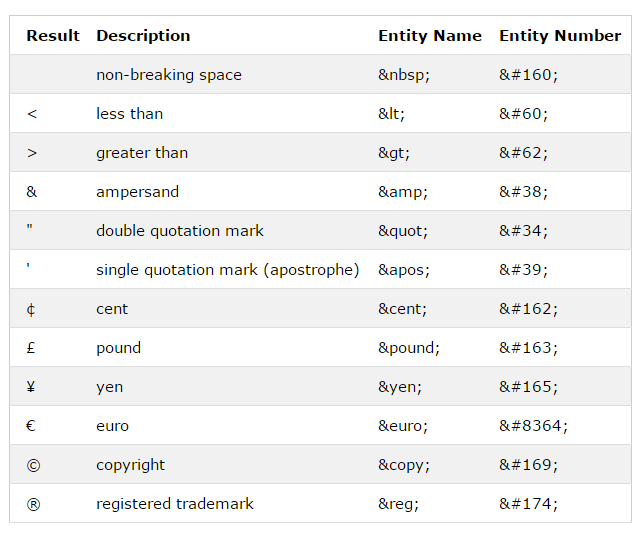 Result Description Entity Name Entity Number
non-breaking space &nbsp; &#160;
< less than &lt; &#60;
> greater than &gt; &#62;
& ampersand &amp; &#38;
" double quotation mark &quot; &#34;
' single quotation mark (apostrophe) &apos; &#39;
¢ cent &cent; &#162;
£ pound &pound; &#163;
¥ yen &yen; &#165;
€ euro &euro; &#8364;
© copyright &copy; &#169;
® registered trademark &reg; &#174;